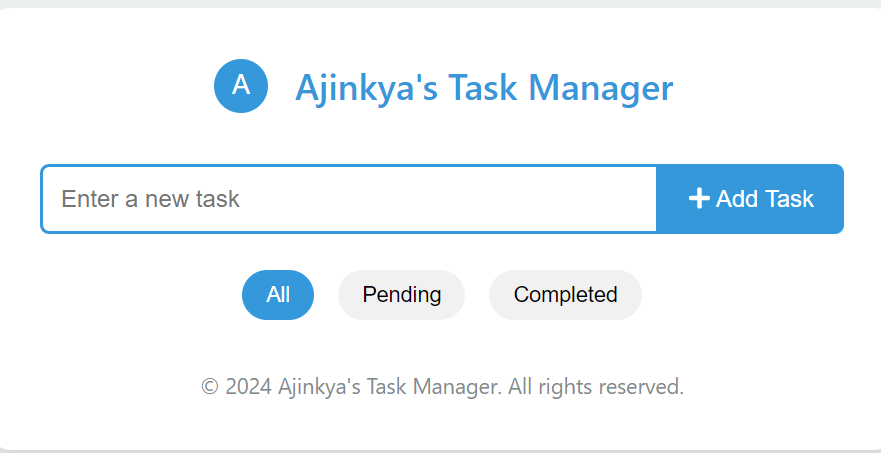 A Ajinkya's Task Manager
Enter a new task
Add Task
All Pending Completed
© 2024 Ajinkya's Task Manager. All rights reserved.